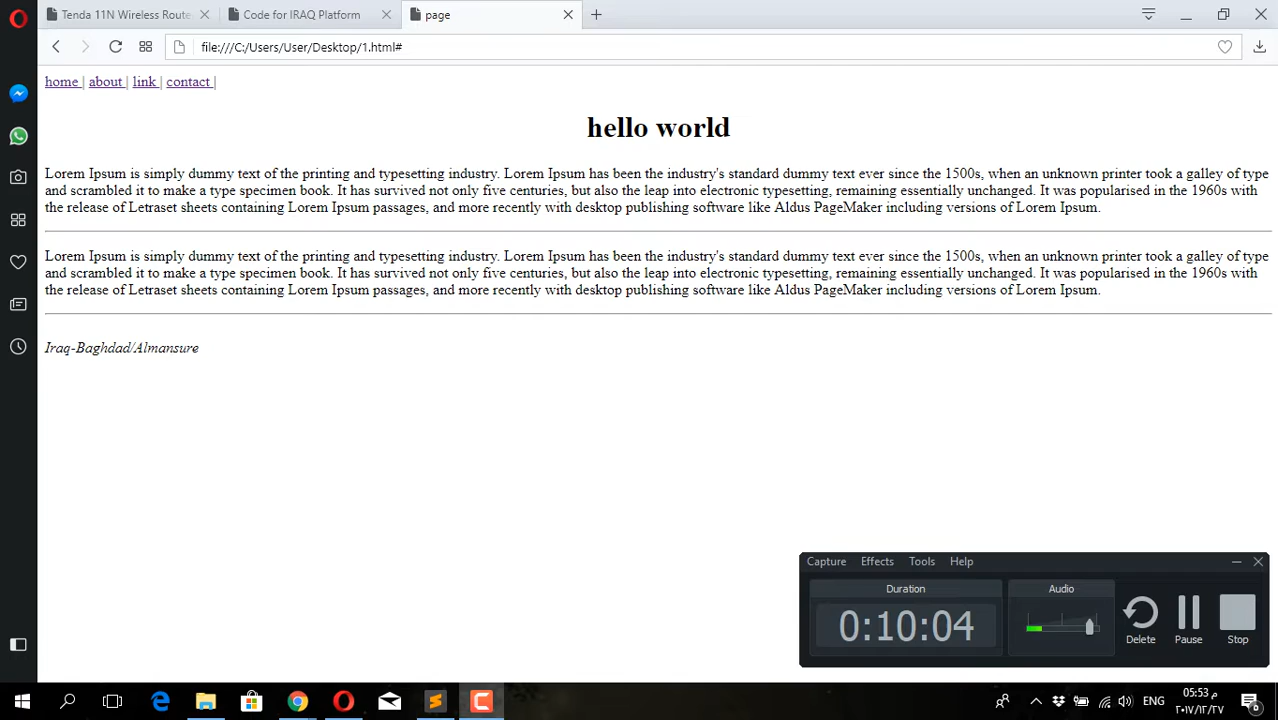 Tenda 11N Wireless Route
Code for IRAQ Platform
page
file:///C:/Users/User/Desktop/1.html#
home | about | link | contact |
hello world
Lorem Ipsum is simply dummy text of the printing and typesetting industry. Lorem Ipsum has been the industry's standard dummy text ever since the 1500s, when an unknown printer took a galley of type
and scrambled it to make a type specimen book. It has survived not only five centuries, but also the leap into electronic typesetting, remaining essentially unchanged. It was popularised in the 1960s with
the release of Letraset sheets containing Lorem Ipsum passages, and more recently with desktop publishing software like Aldus PageMaker including versions of Lorem Ipsum.
Lorem Ipsum is simply dummy text of the printing and typesetting industry. Lorem Ipsum has been the industry's standard dummy text ever since the 1500s, when an unknown printer took a galley of type
and scrambled it to make a type specimen book. It has survived not only five centuries, but also the leap into electronic typesetting, remaining essentially unchanged. It was popularised in the 1960s with
the release of Letraset sheets containing Lorem Ipsum passages, and more recently with desktop publishing software like Aldus PageMaker including versions of Lorem Ipsum.
Iraq-Baghdad/Almansure
Capture Effects Tools Help
Duration
Audio
0:10:04
Delete Pause Stop
ENG
05:53 م
٢٠١٧/١٢/٢٧